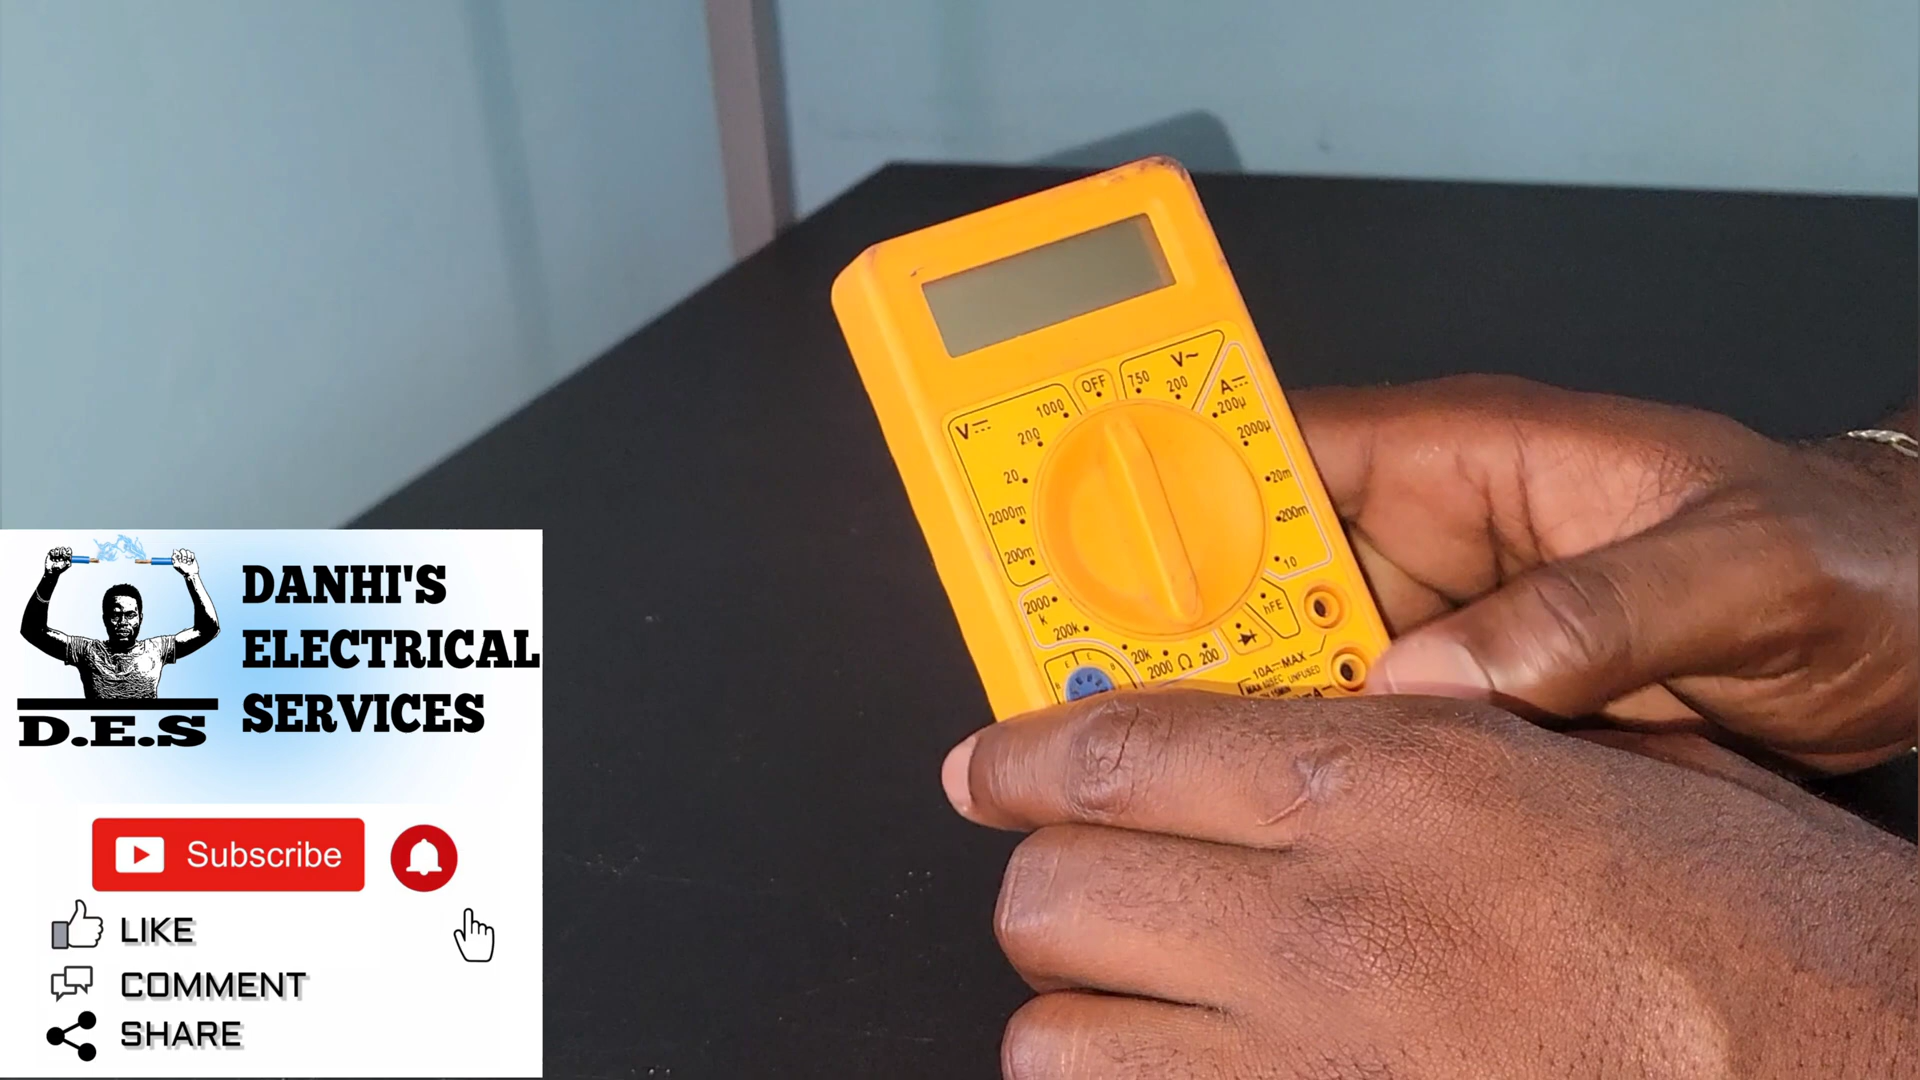 OFF
V~
750
200
A⎓
200µ
2000µ
20m
200m
10
V⎓
1000
200
20
2000m
200m
2000
k
200k
20k
2000
Ω
200
hFE
10A⎓MAX
UNFUSED
DANHI'S
ELECTRICAL
SERVICES
D.E.S
Subscribe
LIKE
COMMENT
SHARE